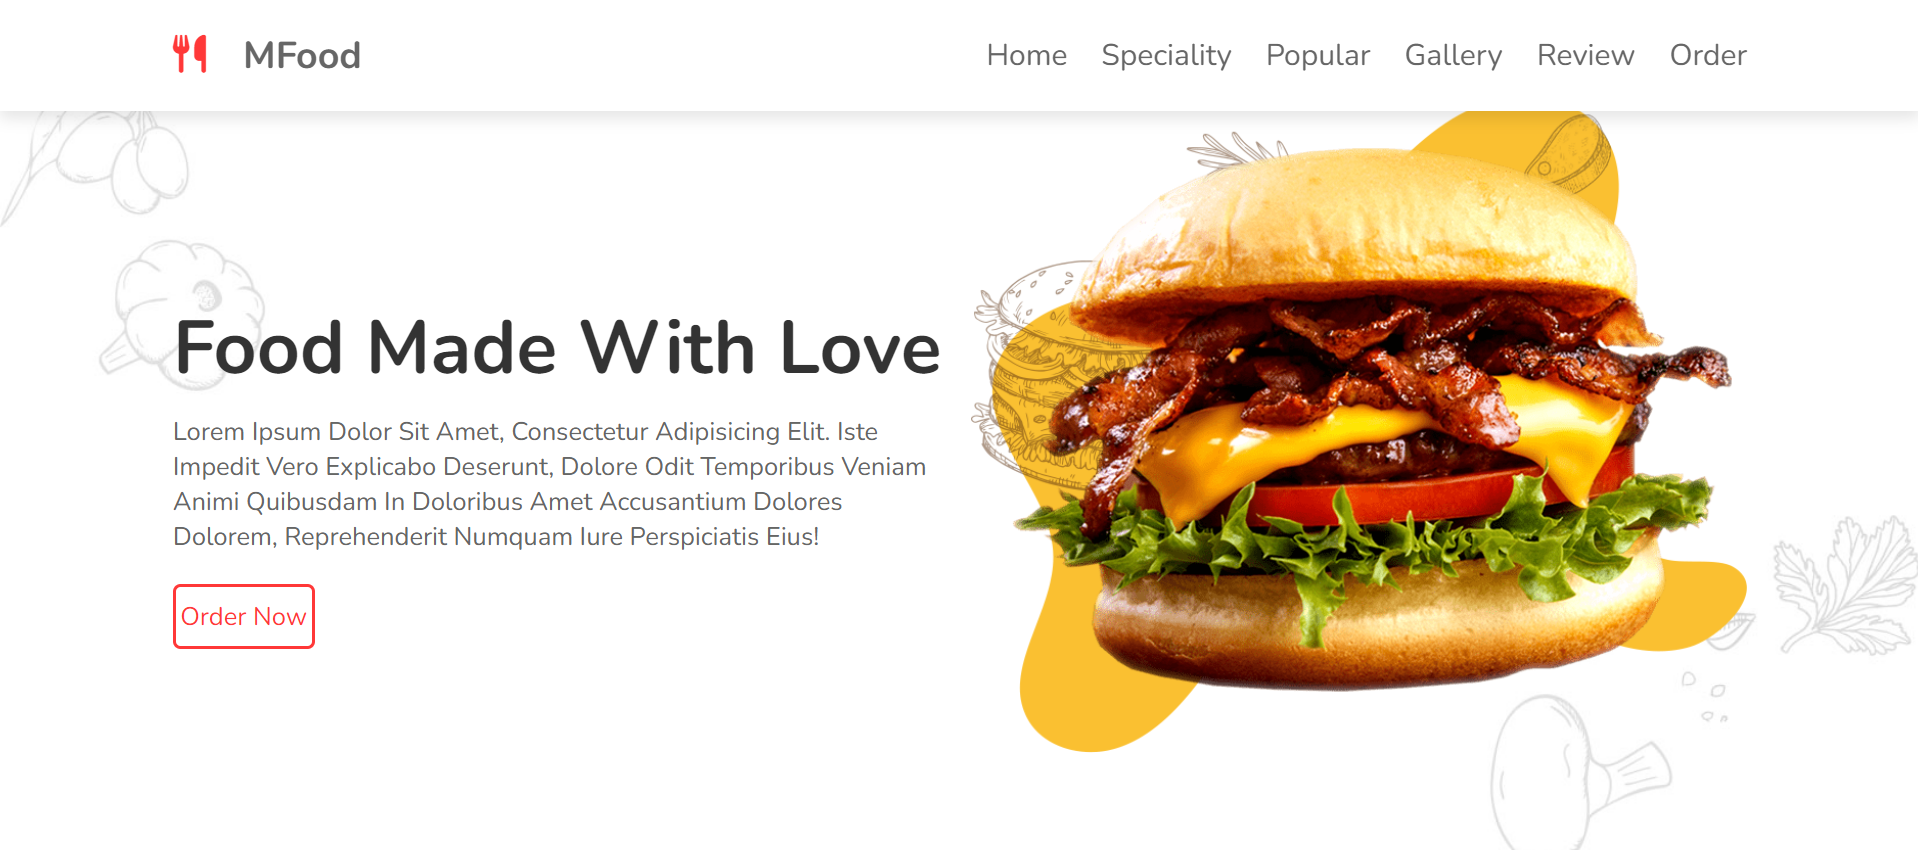 MFood
Home Speciality Popular Gallery Review Order
Food Made With Love
Lorem Ipsum Dolor Sit Amet, Consectetur Adipisicing Elit. Iste
Impedit Vero Explicabo Deserunt, Dolore Odit Temporibus Veniam
Animi Quibusdam In Doloribus Amet Accusantium Dolores
Dolorem, Reprehenderit Numquam Iure Perspiciatis Eius!
Order Now